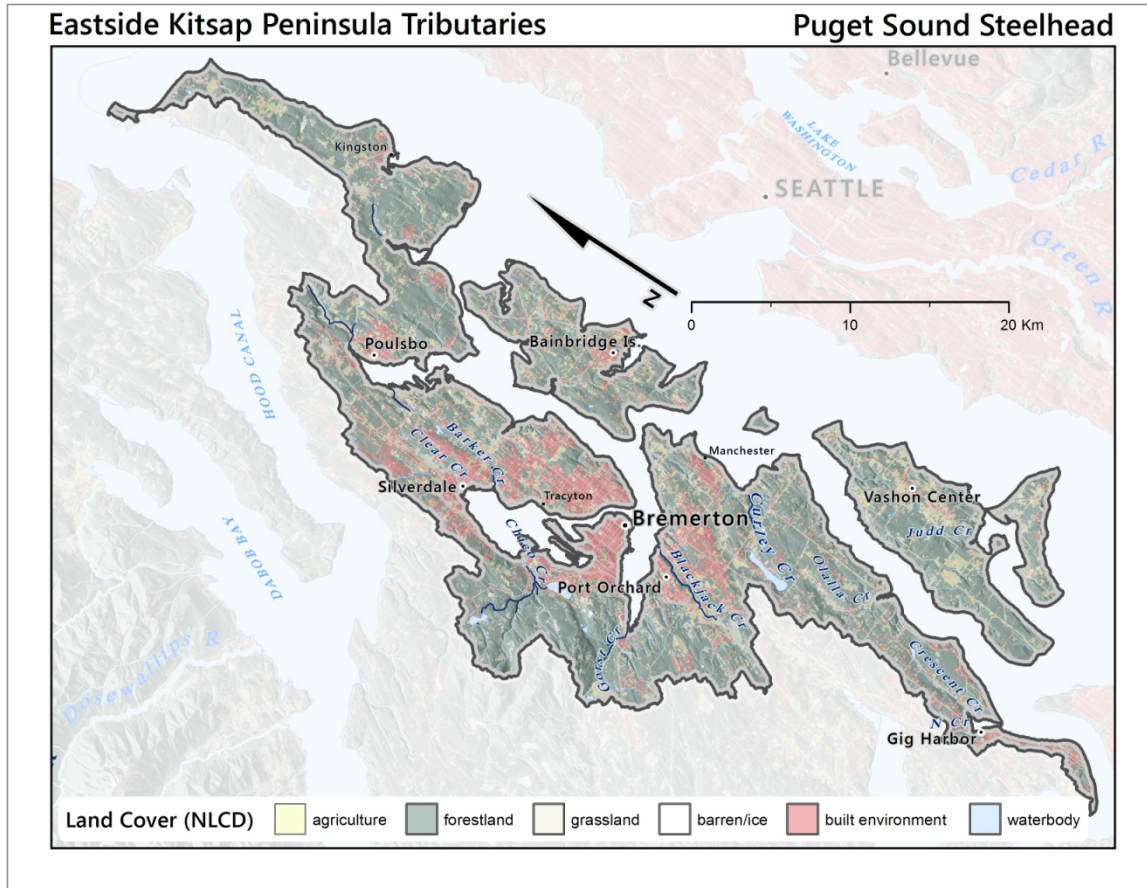 Eastside Kitsap Peninsula Tributaries
Puget Sound Steelhead
Bellevue
LAKE
WASHINGTON
Cedar R
SEATTLE
Green R
Kingston
N
0 10 20 Km
HOOD CANAL
Poulsbo
Bainbridge Is.
Barker Cr
Clear Cr
Manchester
Silverdale
Tracyton
Vashon Center
Bremerton
Curley Cr
Judd Cr
DABOB BAY
Chico Cr
Port Orchard
Blackjack Cr
Olalla Cr
Dosewallips R
Gorst Cr
Crescent Cr
N Cr
Gig Harbor
Land Cover (NLCD) agriculture forestland grassland barren/ice built environment waterbody